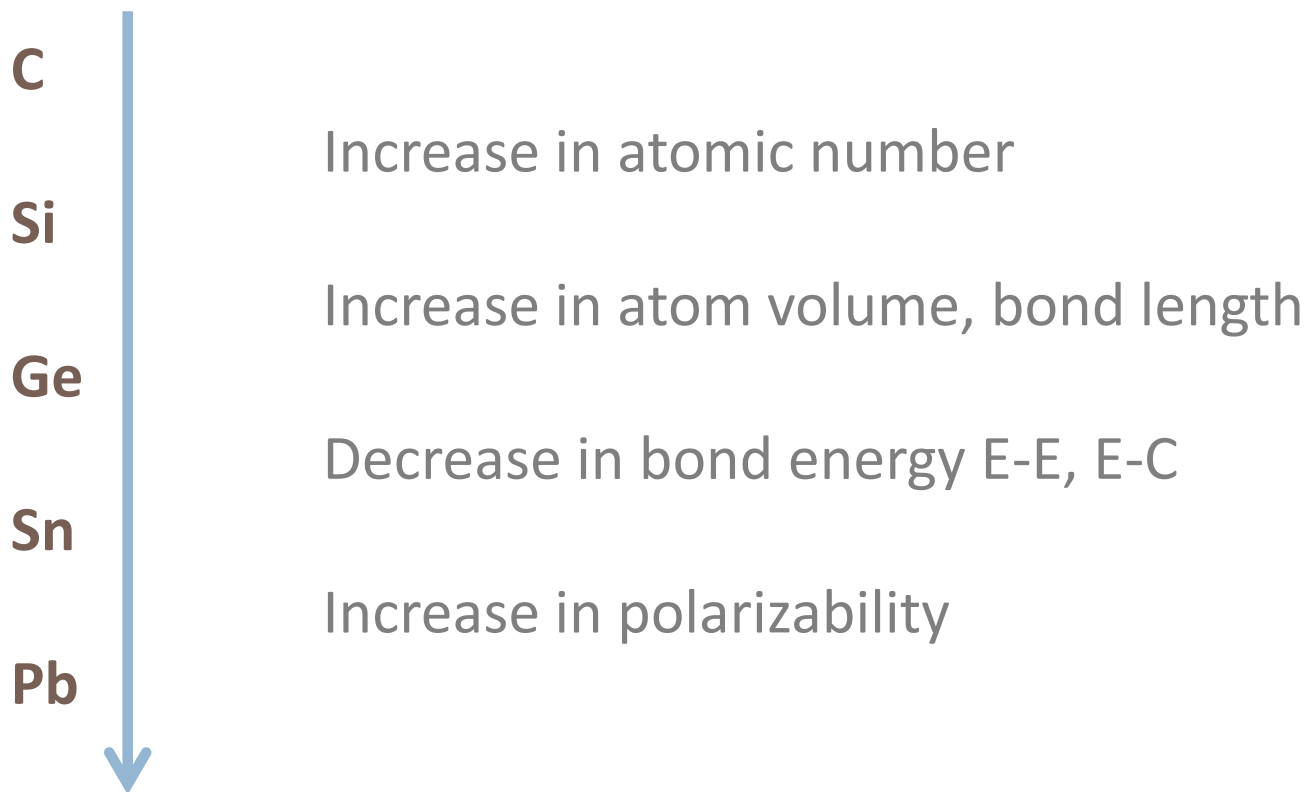 C
Increase in atomic number
Si
Increase in atom volume, bond length
Ge
Decrease in bond energy E-E, E-C
Sn
Increase in polarizability
Pb